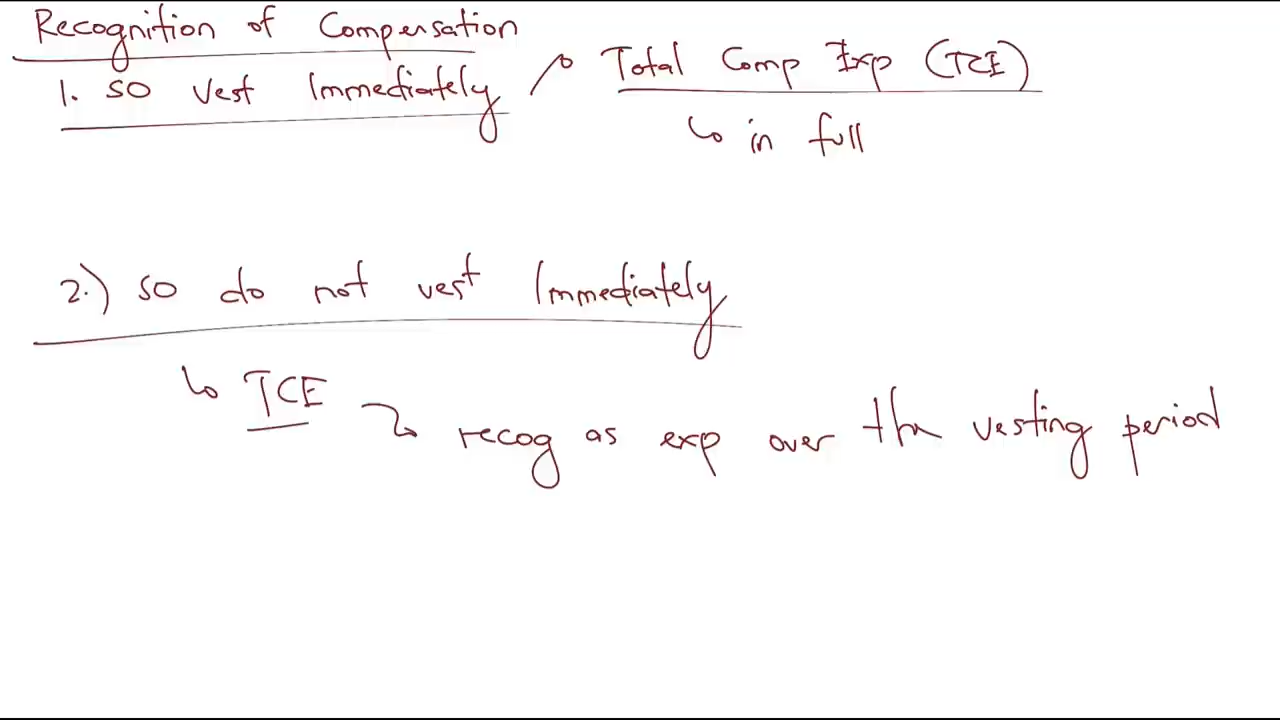 Recognition of Compensation
1. SO vest Immediately
Total Comp Exp (TCE)
in full
2.) SO do not vest Immediately
TCE
recog as exp over the vesting period